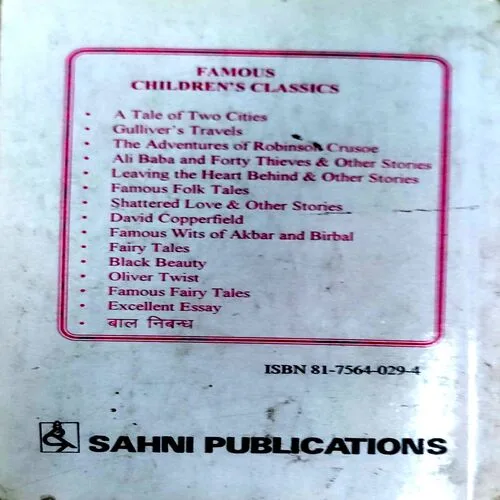 FAMOUS
CHILDREN'S CLASSICS
• A Tale of Two Cities
• Gulliver's Travels
• The Adventures of Robinson Crusoe
• Ali Baba and Forty Thieves & Other Stories
• Leaving the Heart Behind & Other Stories
• Famous Folk Tales
• Shattered Love & Other Stories
• David Copperfield
• Famous Wits of Akbar and Birbal
• Fairy Tales
• Black Beauty
• Oliver Twist
• Famous Fairy Tales
• Excellent Essay
• बाल निबन्ध
ISBN 81-7564-029-4
SAHNI PUBLICATIONS